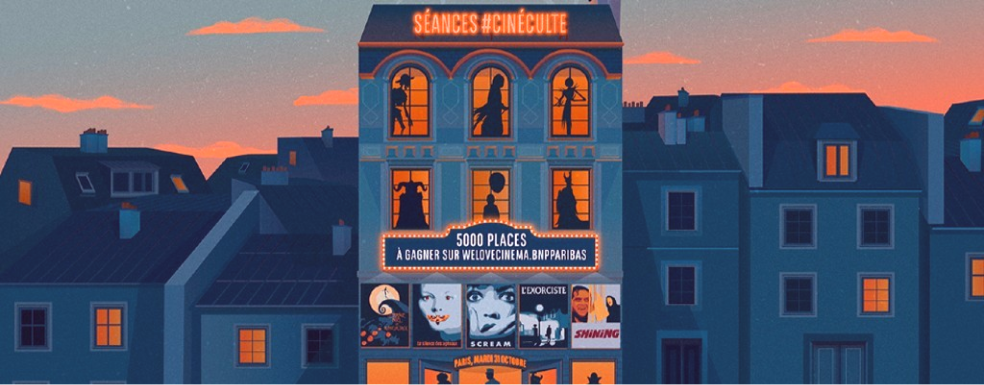 SÉANCES #CINÉCULTE
5000 PLACES
À GAGNER SUR WELOVECINEMA.BNPPARIBAS
L'EXORCISTE
SCREAM
SHINING
PARIS, MARDI 31 OCTOBRE